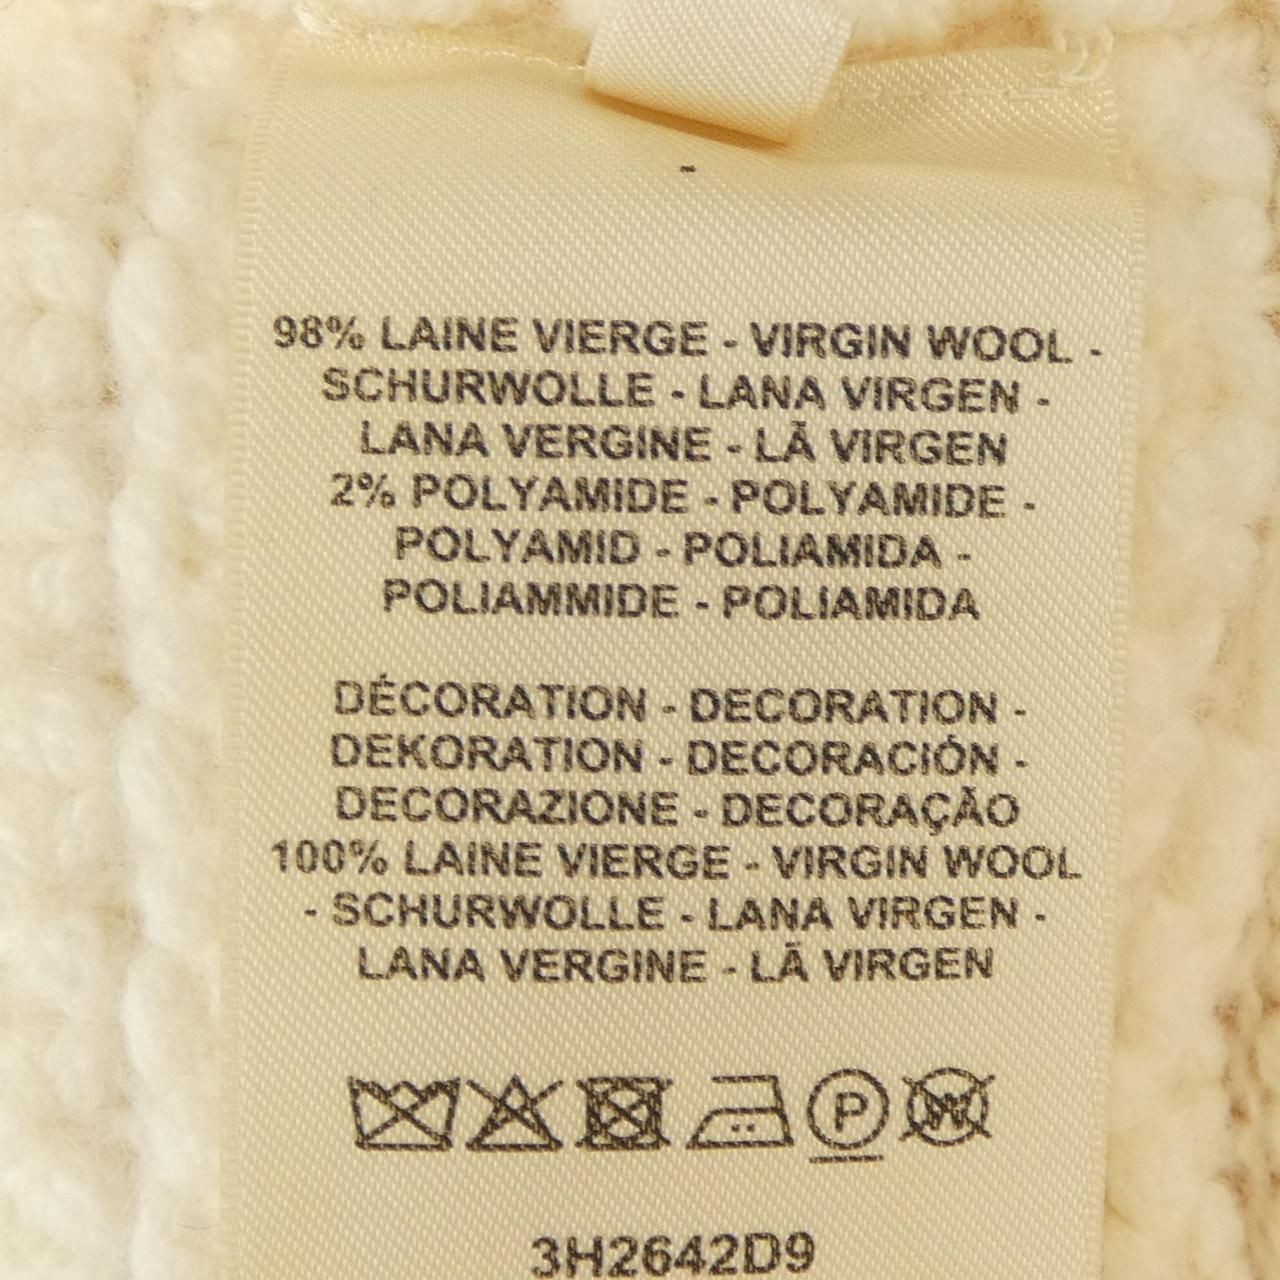 -
98% LAINE VIERGE - VIRGIN WOOL -
SCHURWOLLE - LANA VIRGEN -
LANA VERGINE - LÃ VIRGEN
2% POLYAMIDE - POLYAMIDE -
POLYAMID - POLIAMIDA -
POLIAMMIDE - POLIAMIDA
DÉCORATION - DECORATION -
DEKORATION - DECORACIÓN -
DECORAZIONE - DECORAÇÃO
100% LAINE VIERGE - VIRGIN WOOL
- SCHURWOLLE - LANA VIRGEN -
LANA VERGINE - LÃ VIRGEN
P W
3H2642D9